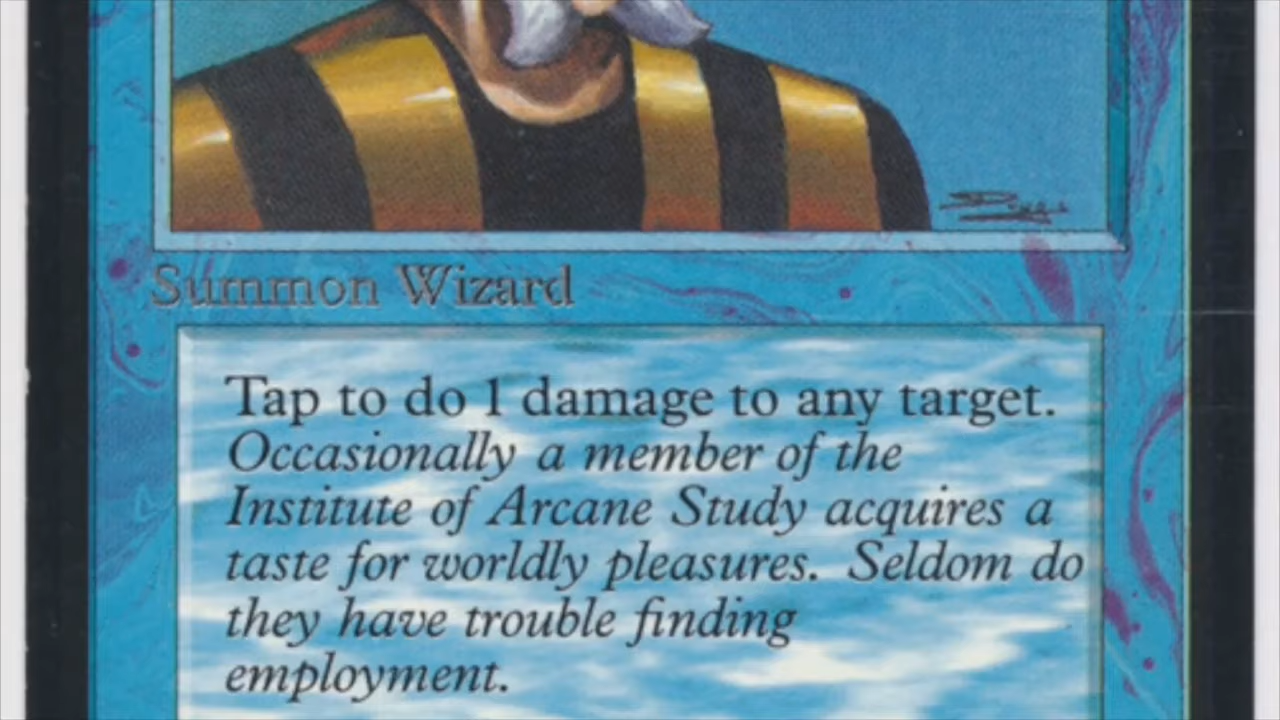 Summon Wizard
Tap to do 1 damage to any target.
Occasionally a member of the
Institute of Arcane Study acquires a
taste for worldly pleasures. Seldom do
they have trouble finding
employment.